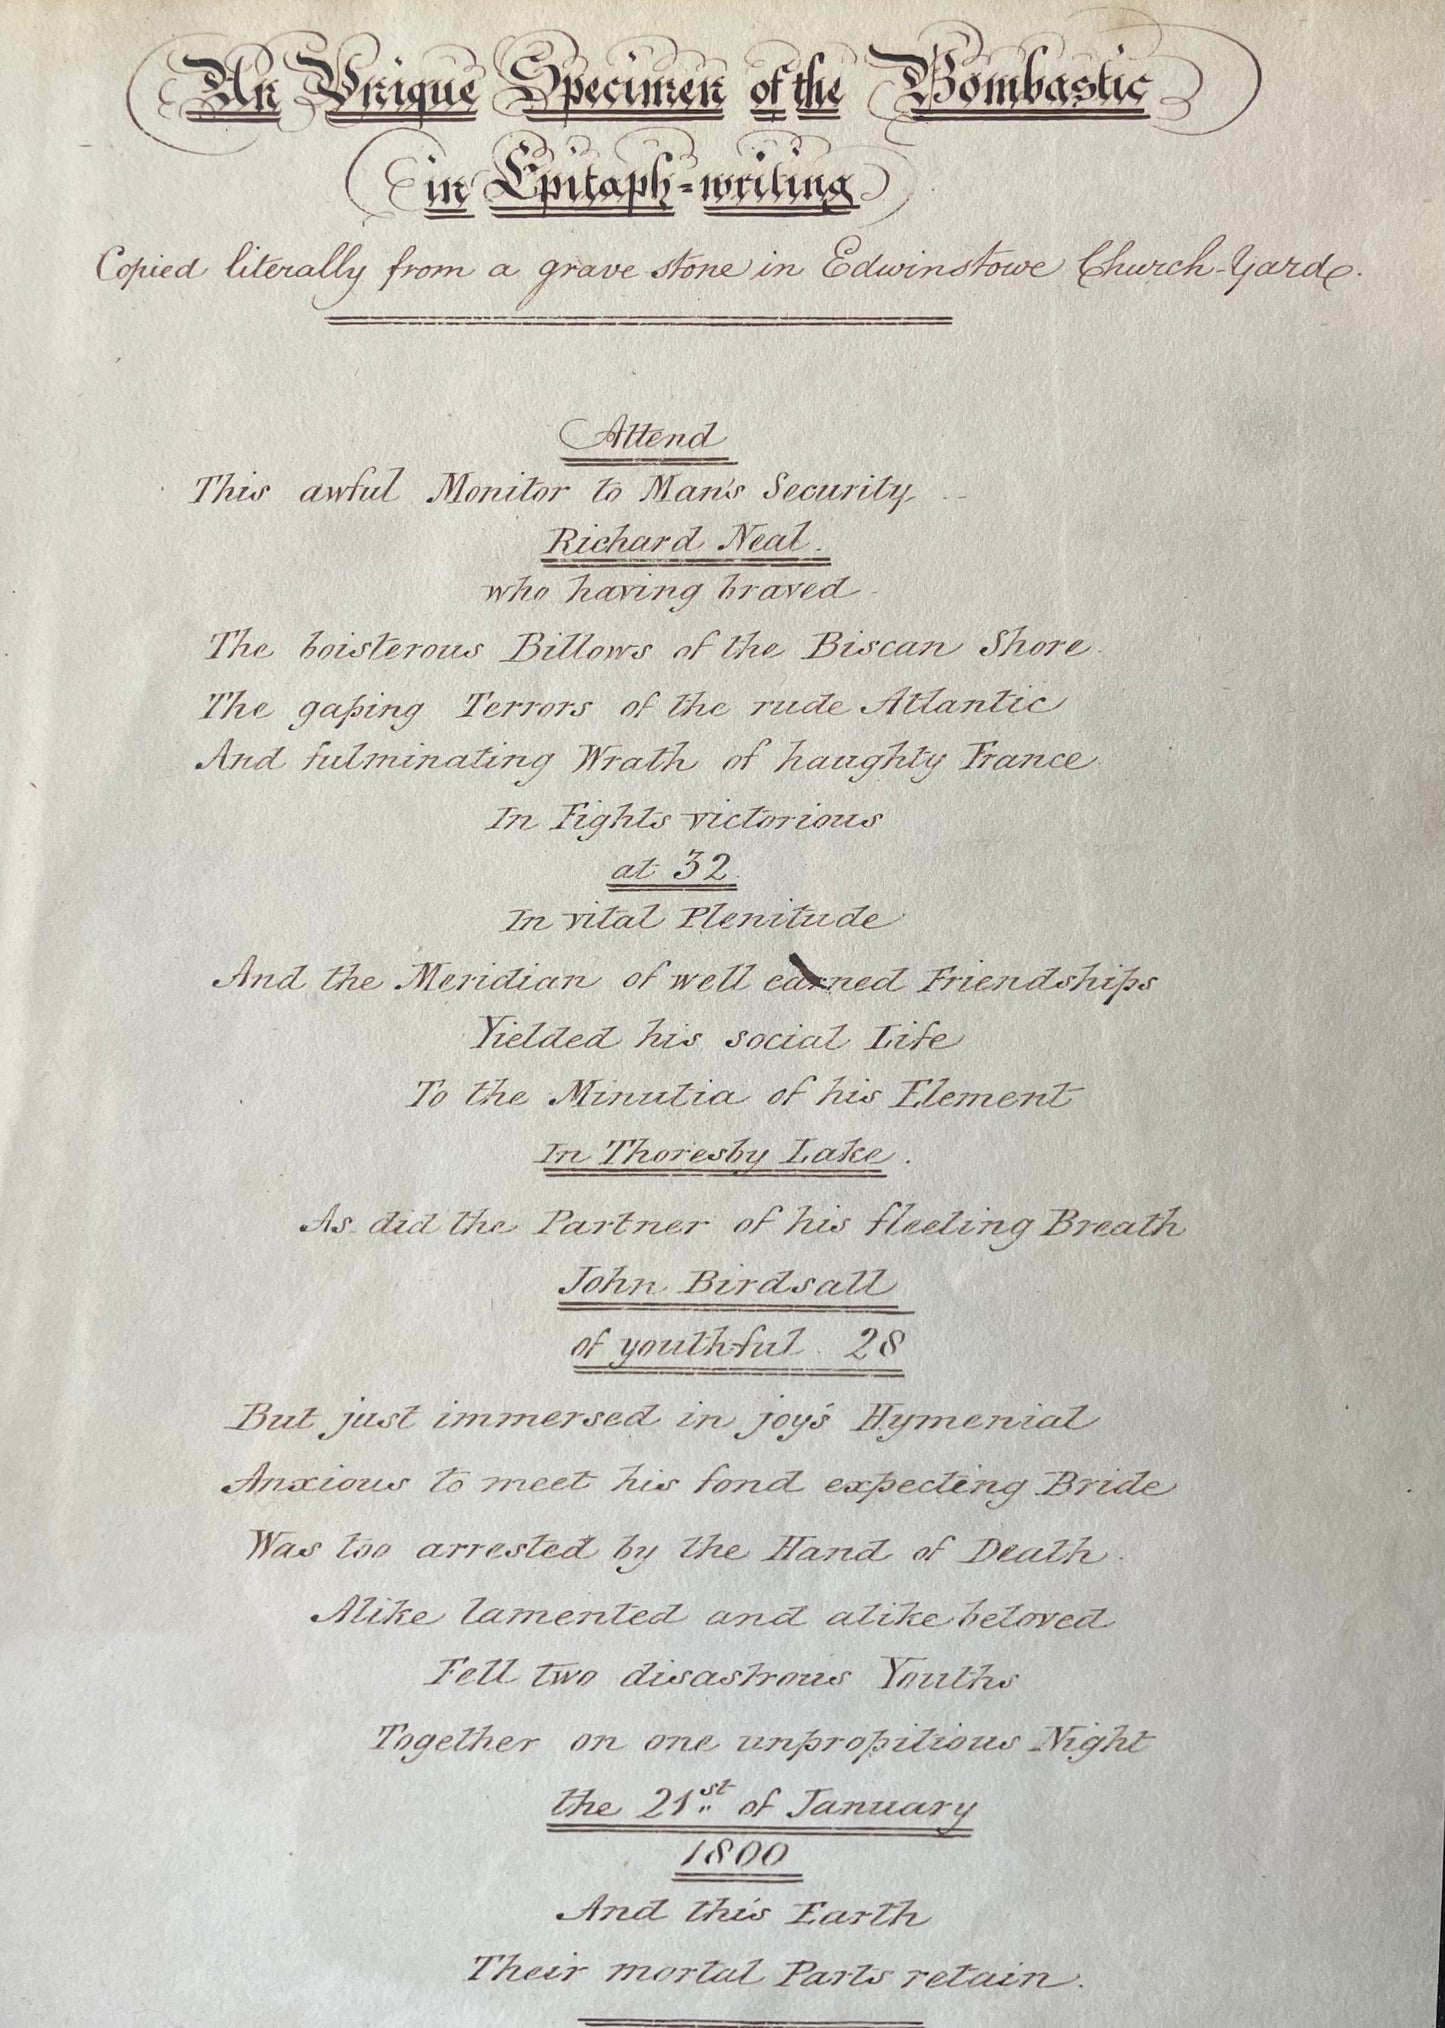 An Unique Specimen of the Bombastic
in Epitaph-writing
Copied literally from a grave stone in Edwinstowe Church-Yard.
Attend
This awful Monitor to Man's Security
Richard Neal.
who having braved
The boisterous Billows of the Biscan Shore
The gaping Terrors of the rude Atlantic
And fulminating Wrath of haughty France
In Fights victorious
at 32.
In vital Plenitude
And the Meridian of well earned Friendships
Yielded his social Life
To the Minutia of his Element
In Thoresby Lake.
As did the Partner of his fleeting Breath
John Birdsall
of youthful 28
But just immersed in joy's Hymenial
Anxious to meet his fond expecting Bride
Was too arrested by the Hand of Death.
Alike lamented and alike beloved
Fell two disastrous Youths
Together on one unpropitious Night
the 21st of January
1800
And this Earth
Their mortal Parts retain.